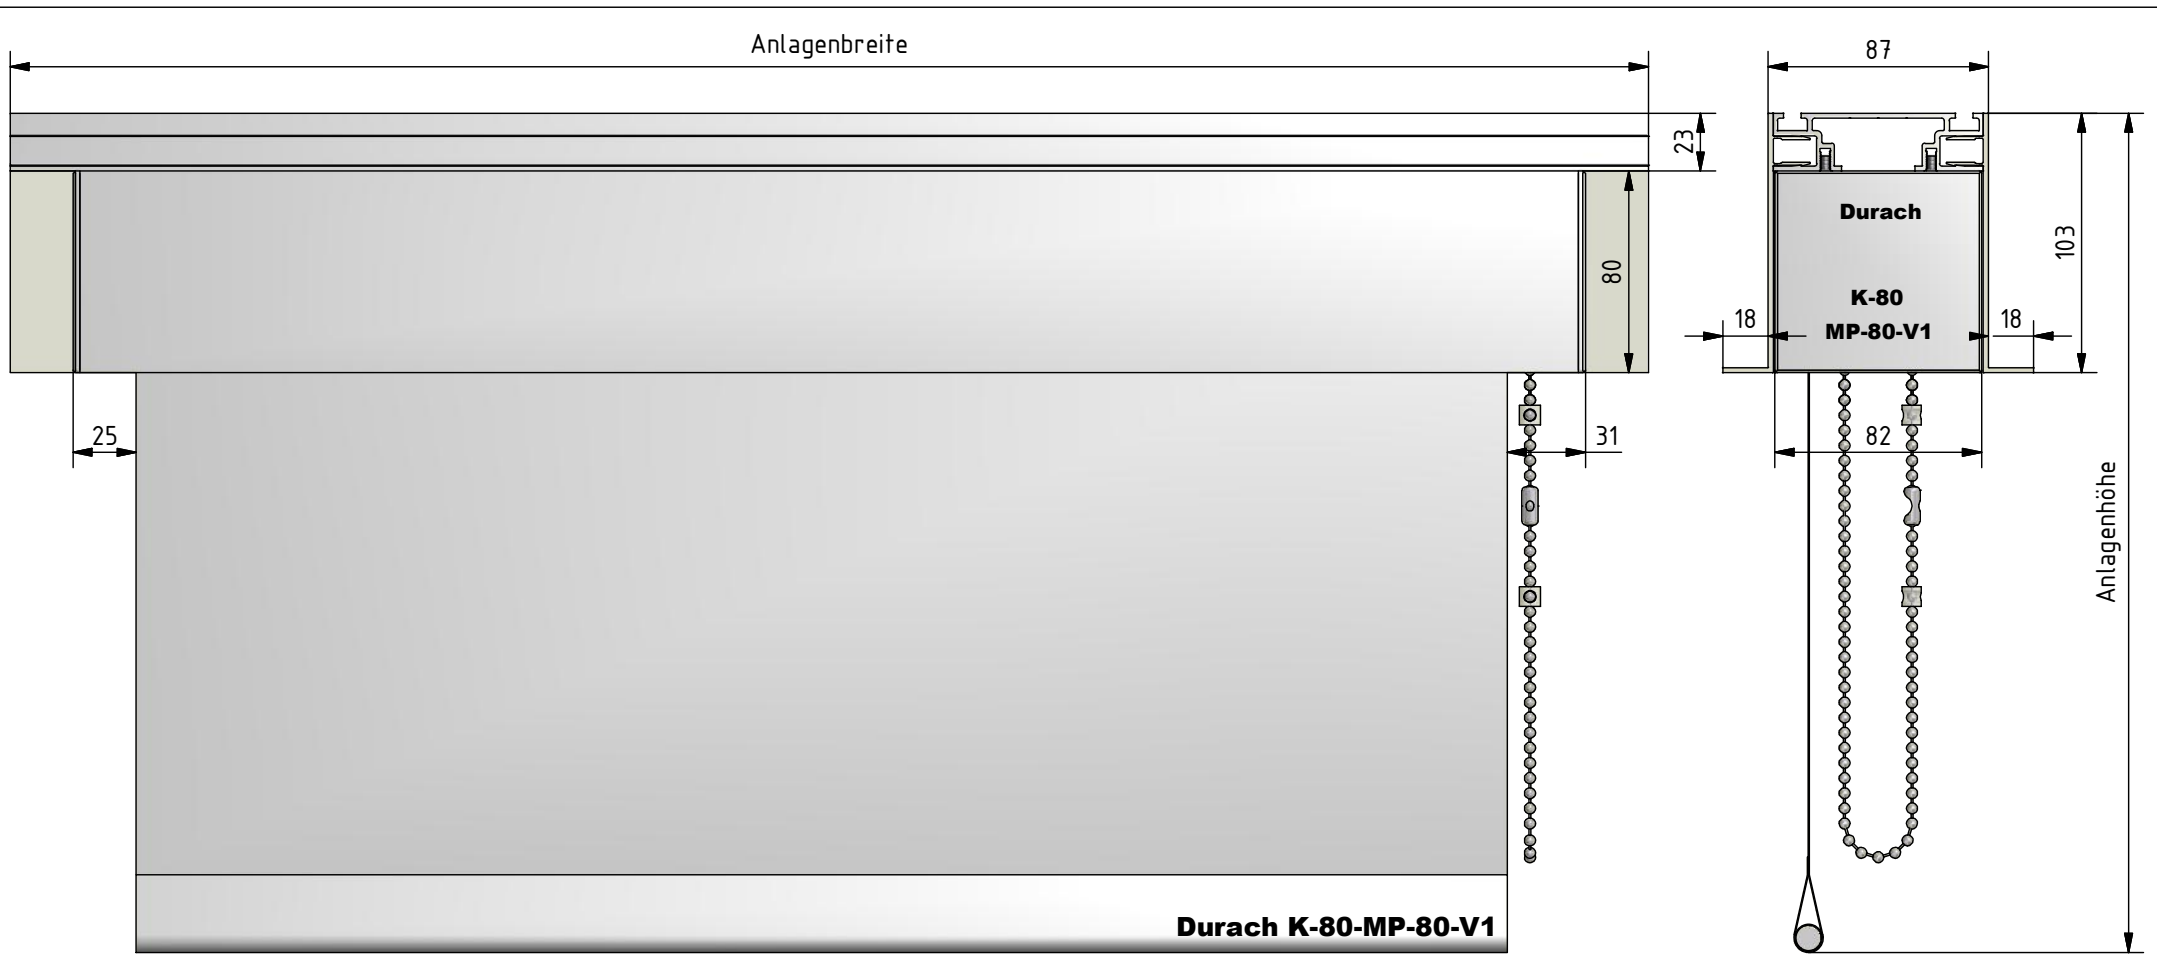 Anlagenbreite
87
23
Durach
103
80
K-80
18
MP-80-V1
18
25
31
82
Anlagenhöhe
Durach K-80-MP-80-V1